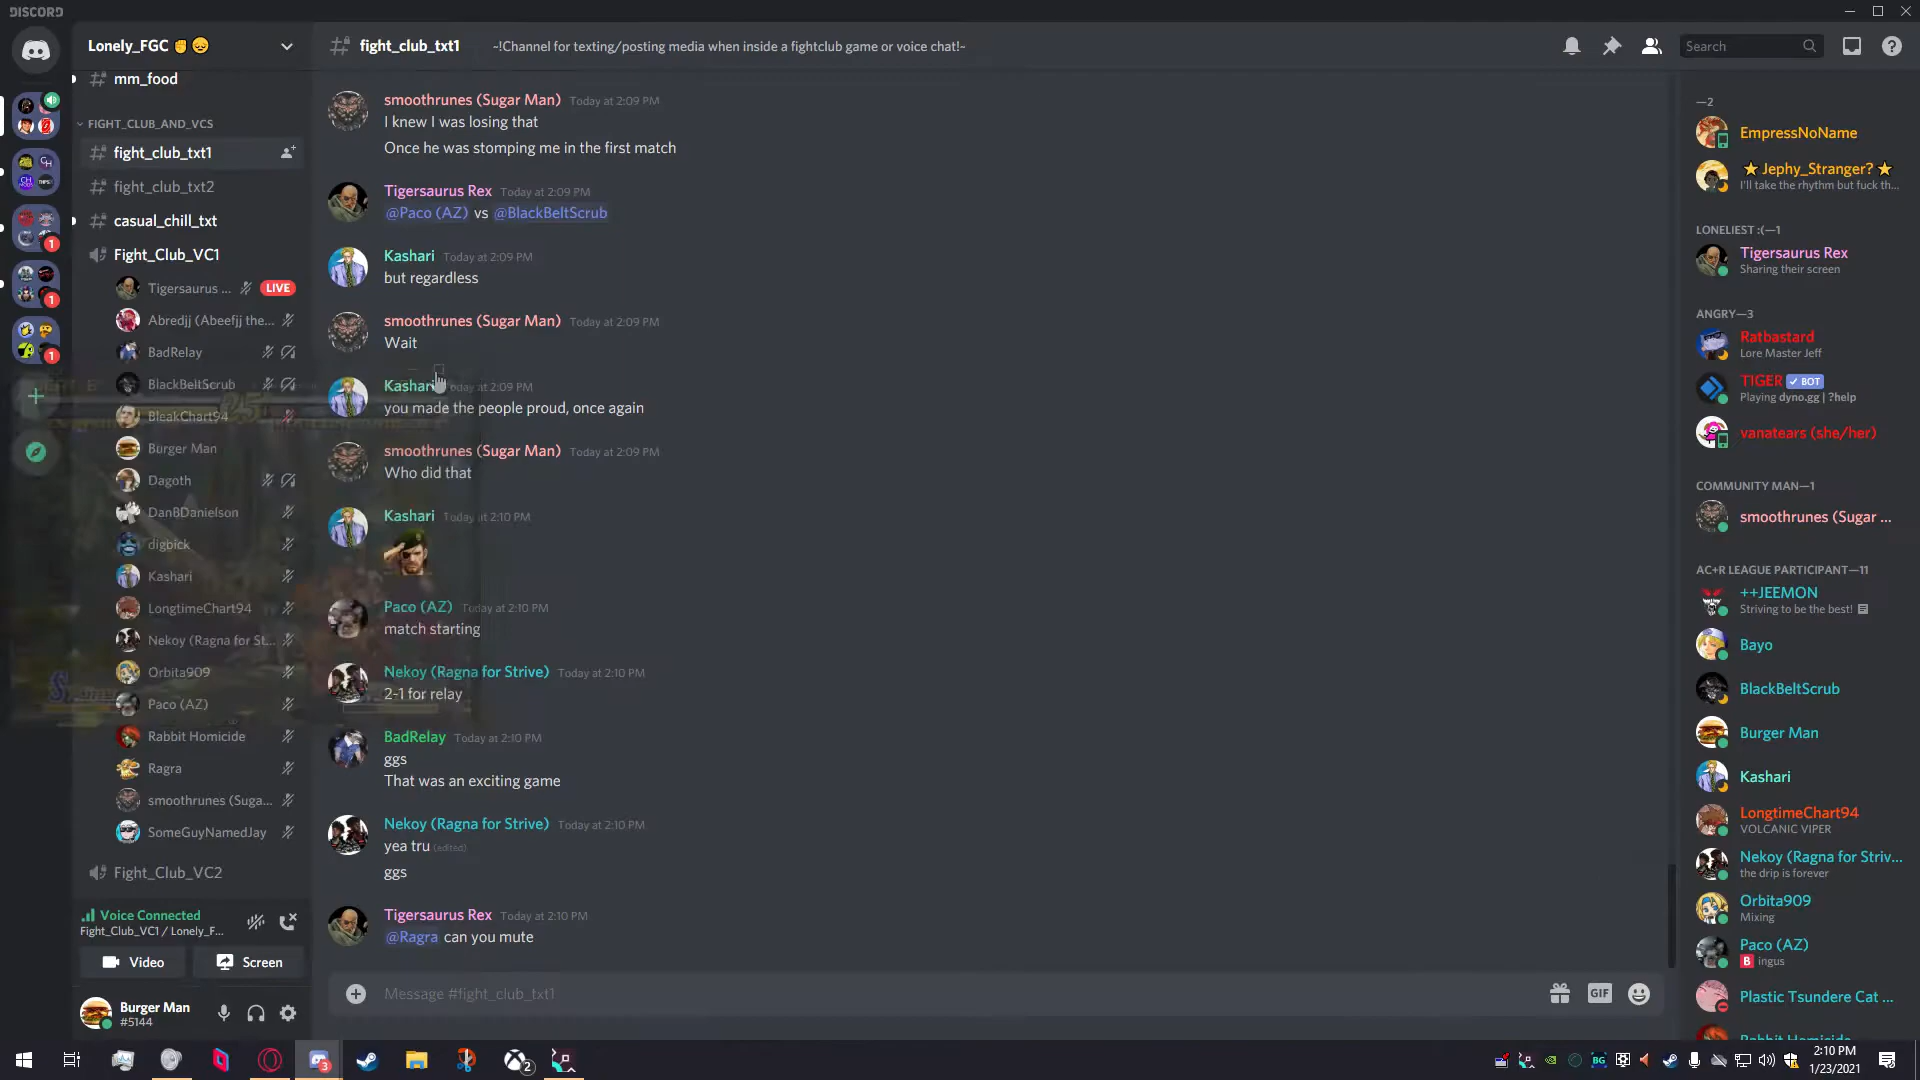 DISCORD
Lonely_FGC ✊😔
fight_club_txt1
~!Channel for texting/posting media when inside a fightclub game or voice chat!~
Search
mm_food
FIGHT_CLUB_AND_VCS
fight_club_txt1
fight_club_txt2
casual_chill_txt
Fight_Club_VC1
Tigersaurus ...
LIVE
Abredjj (Abeefjj the...
BadRelay
BlackBeltScrub
BleakChart94
Burger Man
Dagoth
DanBDanielson
digbick
Kashari
LongtimeChart94
Nekoy (Ragna for St...
Orbita909
Paco (AZ)
Rabbit Homicide
Ragra
smoothrunes (Suga...
SomeGuyNamedJay
Fight_Club_VC2
Voice Connected
Fight_Club_VC1 / Lonely_F...
Video
Screen
Burger Man
#5144
1
1
1
smoothrunes (Sugar Man) Today at 2:09 PM
I knew I was losing that
Once he was stomping me in the first match
Tigersaurus Rex Today at 2:09 PM
@Paco (AZ) vs @BlackBeltScrub
Kashari Today at 2:09 PM
but regardless
smoothrunes (Sugar Man) Today at 2:09 PM
Wait
Kashari Today at 2:09 PM
you made the people proud, once again
smoothrunes (Sugar Man) Today at 2:09 PM
Who did that
Kashari Today at 2:10 PM
Paco (AZ) Today at 2:10 PM
match starting
Nekoy (Ragna for Strive) Today at 2:10 PM
2-1 for relay
BadRelay Today at 2:10 PM
ggs
That was an exciting game
Nekoy (Ragna for Strive) Today at 2:10 PM
yea tru (edited)
ggs
Tigersaurus Rex Today at 2:10 PM
@Ragra can you mute
Message #fight_club_txt1
GIF
—2
EmpressNoName
★ Jephy_Stranger? ★
I'll take the rhythm but fuck th...
LONELIEST :(—1
Tigersaurus Rex
Sharing their screen
ANGRY—3
Ratbastard
Lore Master Jeff
TIGER ✓ BOT
Playing dyno.gg | ?help
vanatears (she/her)
COMMUNITY MAN—1
smoothrunes (Sugar ...
AC+R LEAGUE PARTICIPANT—11
++JEEMON
Striving to be the best!
Bayo
BlackBeltScrub
Burger Man
Kashari
LongtimeChart94
VOLCANIC VIPER
Nekoy (Ragna for Striv...
the drip is forever
Orbita909
Mixing
Paco (AZ)
B ingus
Plastic Tsundere Cat ...
Rabbit Homicide
3
2
BG
2:10 PM
1/23/2021